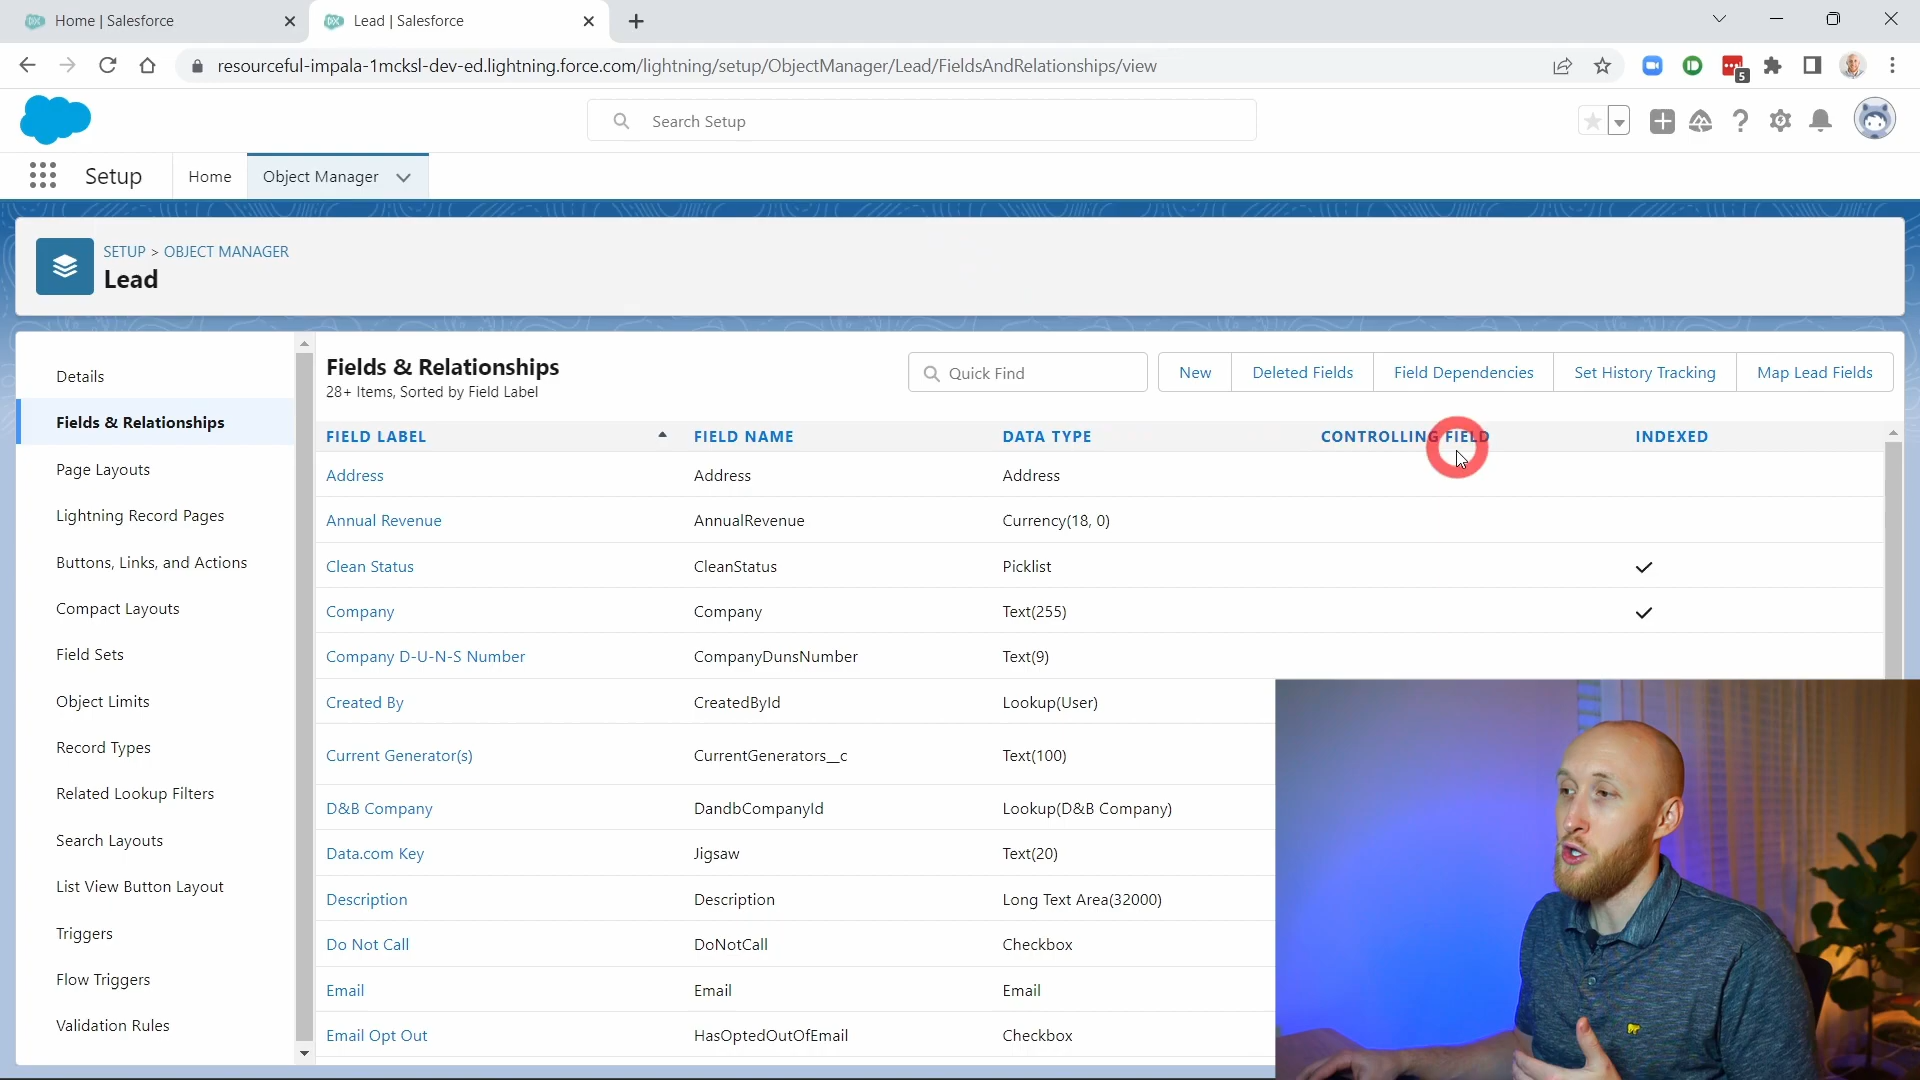 Home | Salesforce
Lead | Salesforce
resourceful-impala-1mcksl-dev-ed.lightning.force.com/lightning/setup/ObjectManager/Lead/FieldsAndRelationships/view
5
Search Setup
Setup
Home
Object Manager
SETUP > OBJECT MANAGER
Lead
Details
Fields & Relationships
Page Layouts
Lightning Record Pages
Buttons, Links, and Actions
Compact Layouts
Field Sets
Object Limits
Record Types
Related Lookup Filters
Search Layouts
List View Button Layout
Triggers
Flow Triggers
Validation Rules
Fields & Relationships
28+ Items, Sorted by Field Label
Quick Find
New
Deleted Fields
Field Dependencies
Set History Tracking
Map Lead Fields
FIELD LABEL FIELD NAME DATA TYPE CONTROLLING FIELD INDEXED
Address Address Address
Annual Revenue AnnualRevenue Currency(18, 0)
Clean Status CleanStatus Picklist
Company Company Text(255)
Company D-U-N-S Number CompanyDunsNumber Text(9)
Created By CreatedById Lookup(User)
Current Generator(s) CurrentGenerators__c Text(100)
D&B Company DandbCompanyId Lookup(D&B Company)
Data.com Key Jigsaw Text(20)
Description Description Long Text Area(32000)
Do Not Call DoNotCall Checkbox
Email Email Email
Email Opt Out HasOptedOutOfEmail Checkbox